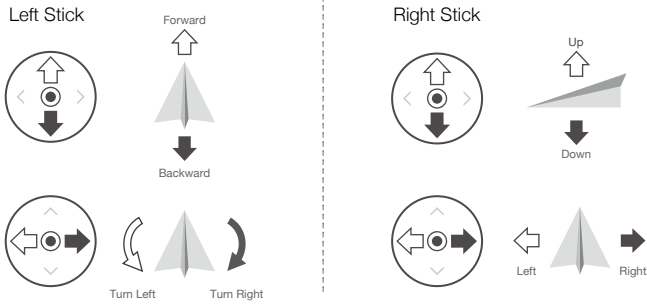 Left Stick
Forward
Backward
Turn Left
Turn Right
Right Stick
Up
Down
Left
Right